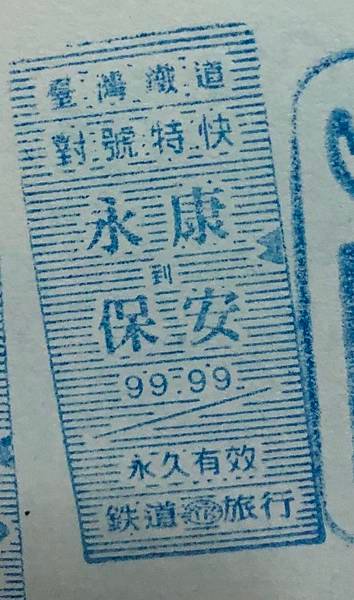 臺灣鐵道
對號特快
永康
到
保安
99.99.
永久有效
鉄道旅行